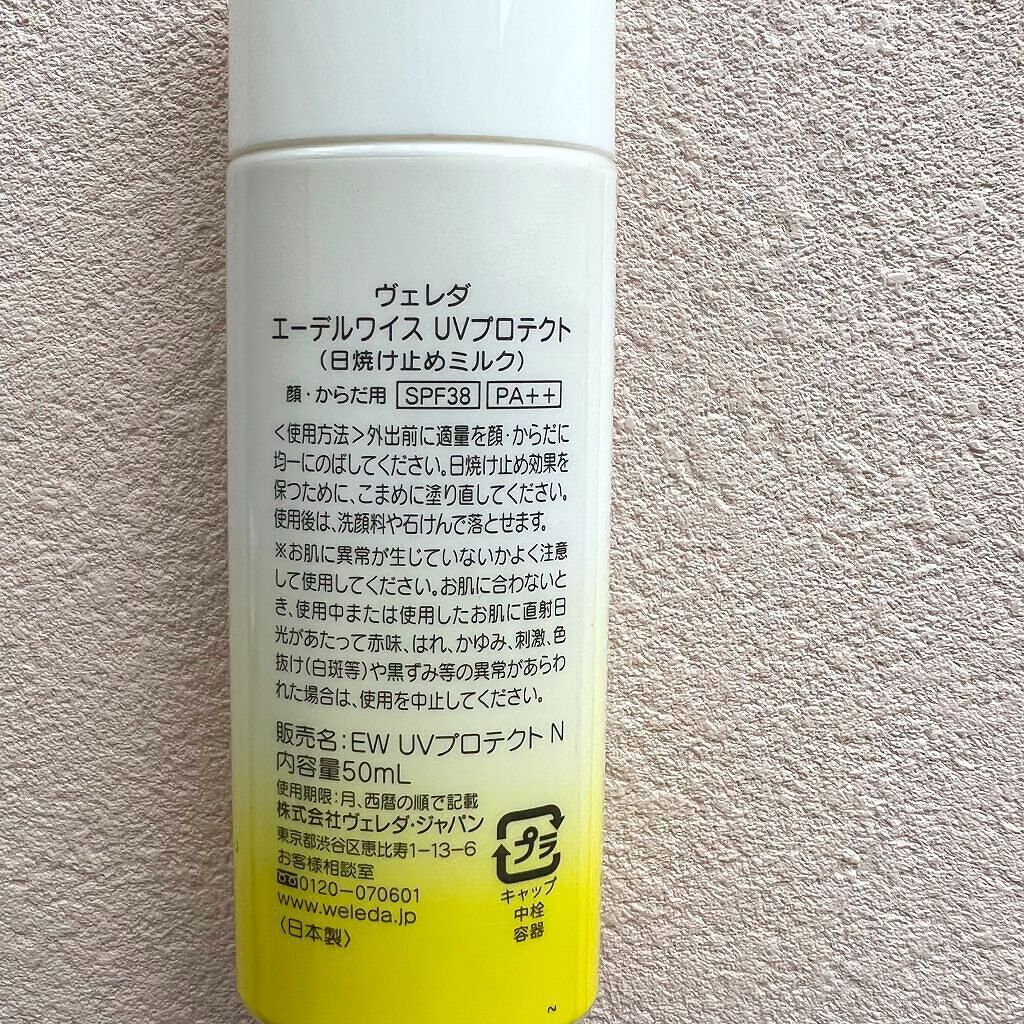 ヴェレダ
エーデルワイス UVプロテクト
(日焼け止めミルク)
顔・からだ用 SPF38 PA++
<使用方法>外出前に適量を顔・からだに
均一にのばしてください。日焼け止め効果を
保つために、こまめに塗り直してください。
使用後は、洗顔料や石けんで落とせます。
※お肌に異常が生じていないかよく注意
して使用してください。お肌に合わないと
き、使用中または使用したお肌に直射日
光があたって赤味、はれ、かゆみ、刺激、色
抜け(白斑等)や黒ずみ等の異常があらわ
れた場合は、使用を中止してください。
販売名:EW UVプロテクト N
内容量50mL
使用期限:月、西暦の順で記載
株式会社ヴェレダ・ジャパン
東京都渋谷区恵比寿1-13-6
お客様相談室
0120-070601
www.weleda.jp
〈日本製〉
プラ
キャップ
中栓
容器